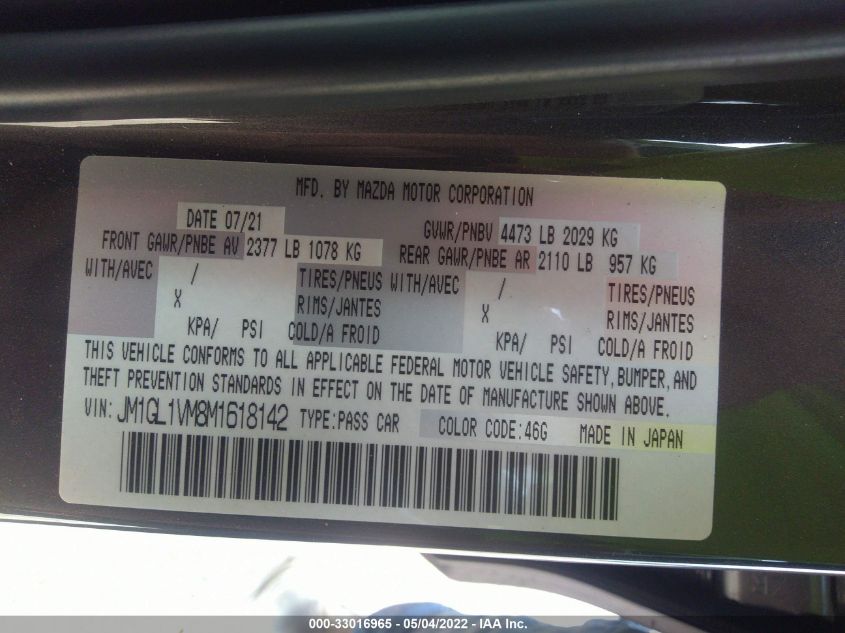 MFD. BY MAZDA MOTOR CORPORATION
DATE 07/21 GVWR/PNBV 4473 LB 2029 KG
FRONT GAWR/PNBE AV 2377 LB 1078 KG REAR GAWR/PNBE AR 2110 LB 957 KG
WITH/AVEC / TIRES/PNEUS WITH/AVEC / TIRES/PNEUS
X RIMS/JANTES X RIMS/JANTES
KPA/ PSI COLD/A FROID KPA/ PSI COLD/A FROID
THIS VEHICLE CONFORMS TO ALL APPLICABLE FEDERAL MOTOR VEHICLE SAFETY, BUMPER, AND
THEFT PREVENTION STANDARDS IN EFFECT ON THE DATE OF MANUFACTURE SHOWN ABOVE.
VIN: JM1GL1VM8M1618142 TYPE:PASS CAR COLOR CODE:46G MADE IN JAPAN
000-33016965 - 05/04/2022 - IAA Inc.